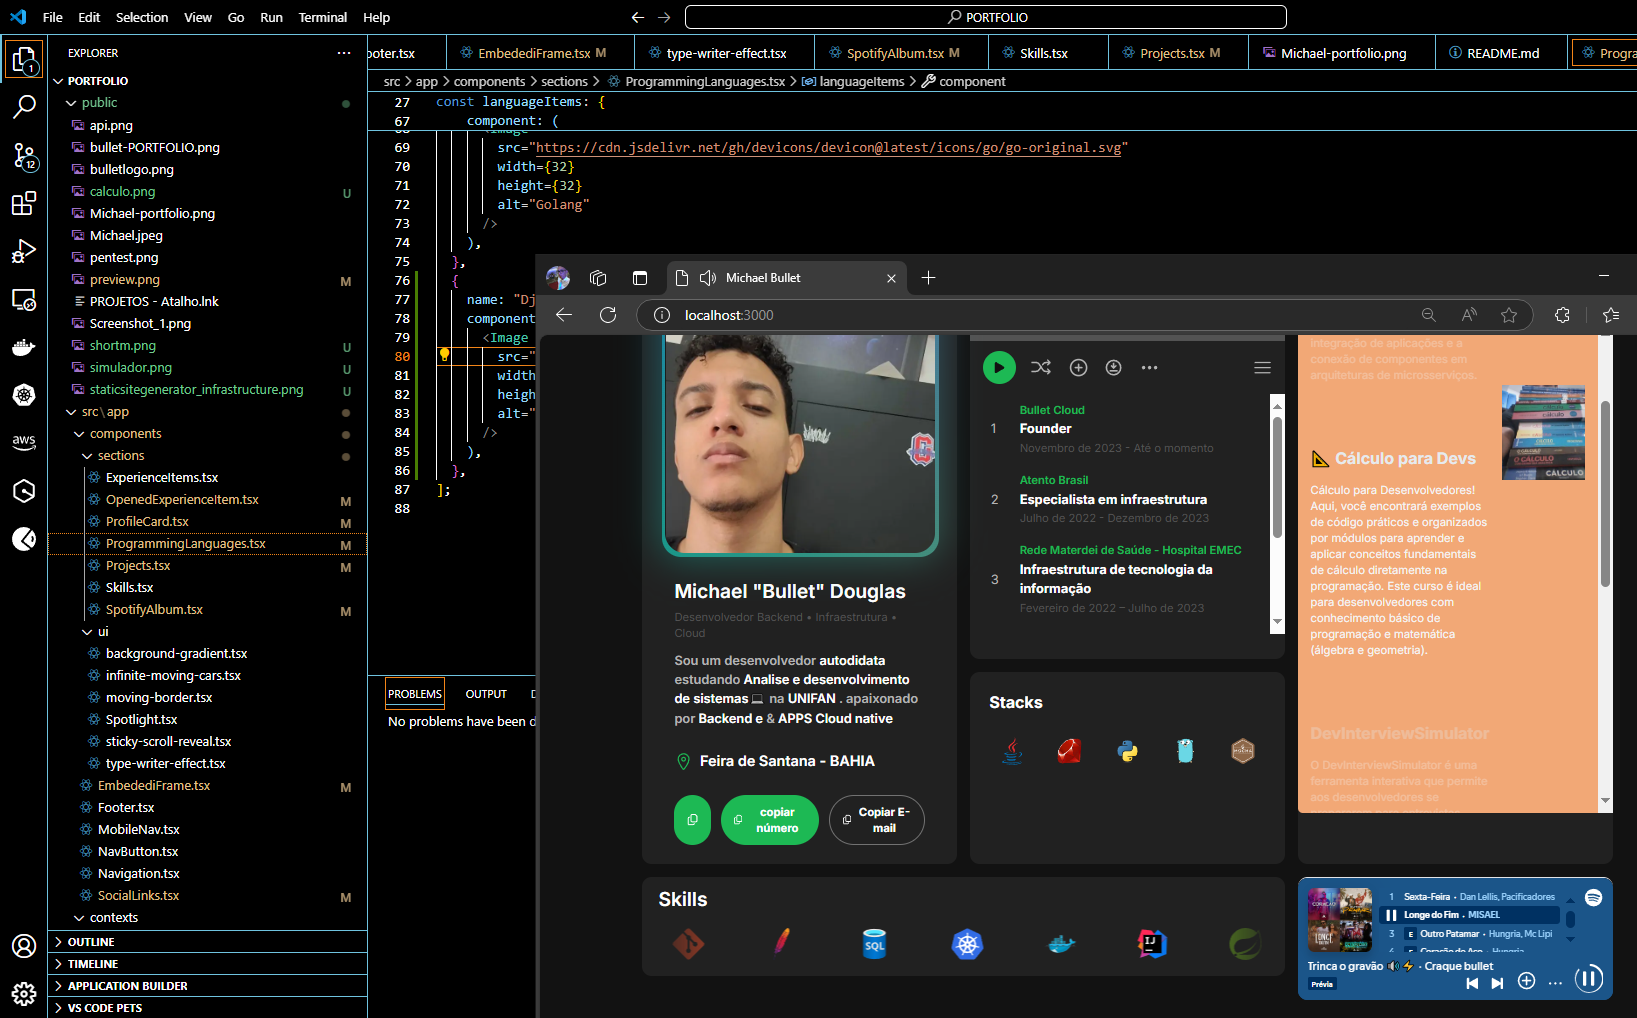 File Edit Selection View Go Run Terminal Help
PORTFOLIO
EXPLORER
PORTFOLIO
public
api.png
bullet-PORTFOLIO.png
bulletlogo.png
calculo.png U
Michael-portfolio.png
Michael.jpeg
pentest.png
preview.png M
PROJETOS - Atalho.lnk
Screenshot_1.png
shortm.png U
simulador.png U
staticsitegenerator_infrastructure.png U
src\app
components
sections
ExperienceItems.tsx
OpenedExperienceItem.tsx M
ProfileCard.tsx M
ProgrammingLanguages.tsx M
Projects.tsx M
Skills.tsx
SpotifyAlbum.tsx M
ui
background-gradient.tsx
infinite-moving-cars.tsx
moving-border.tsx
Spotlight.tsx
sticky-scroll-reveal.tsx
type-writer-effect.tsx
EmbedediFrame.tsx M
Footer.tsx
MobileNav.tsx
NavButton.tsx
Navigation.tsx
SocialLinks.tsx M
contexts
OUTLINE
TIMELINE
APPLICATION BUILDER
VS CODE PETS
1
12
aws
ooter.tsx EmbedediFrame.tsx M type-writer-effect.tsx SpotifyAlbum.tsx M Skills.tsx Projects.tsx M Michael-portfolio.png README.md Progra
src > app > components > sections > ProgrammingLanguages.tsx > languageItems > component
27 const languageItems: {
67 component: (
69 src="https://cdn.jsdelivr.net/gh/devicons/devicon@latest/icons/go/go-original.svg"
70 width={32}
71 height={32}
72 alt="Golang"
73 />
74 ),
75 },
76 {
77 name: "Dj
78 component
79 <Image
80 src="
81 width
82 heigh
83 alt="
84 />
85 ),
86 },
87 ];
88
PROBLEMS OUTPUT D
No problems have been d
Michael Bullet
localhost:3000
Michael "Bullet" Douglas
Desenvolvedor Backend • Infraestrutura •
Cloud
Sou um desenvolvedor autodidata
estudando Analise e desenvolvimento
de sistemas 💻 na UNIFAN . apaixonado
por Backend e & APPS Cloud native
Feira de Santana - BAHIA
copiar
número
Copiar E-
mail
Bullet Cloud
1 Founder
Novembro de 2023 - Até o momento
Atento Brasil
2 Especialista em infraestrutura
Julho de 2022 - Dezembro de 2023
Rede Materdei de Saúde - Hospital EMEC
3 Infraestrutura de tecnologia da
informação
Fevereiro de 2022 – Julho de 2023
Stacks
Skills
SQL
IJ
integração de aplicações e a
conexão de componentes em
arquiteturas de microsserviços.
📐 Cálculo para Devs
Cálculo para Desenvolvedores!
Aqui, você encontrará exemplos
de código práticos e organizados
por módulos para aprender e
aplicar conceitos fundamentais
de cálculo diretamente na
programação. Este curso é ideal
para desenvolvedores com
conhecimento básico de
programação e matemática
(álgebra e geometria).
DevInterviewSimulator
O DevInterviewSimulator é uma
ferramenta interativa que permite
aos desenvolvedores se
1 Sexta-Feira • Dan Lellis, Pacificadores
Longe do Fim • MISAEL
3 E Outro Patamar • Hungria, Mc Lipi
4 E Coração de Aço • Hungria
Trinca o gravão 🔊⚡ • Craque bullet
Prévia